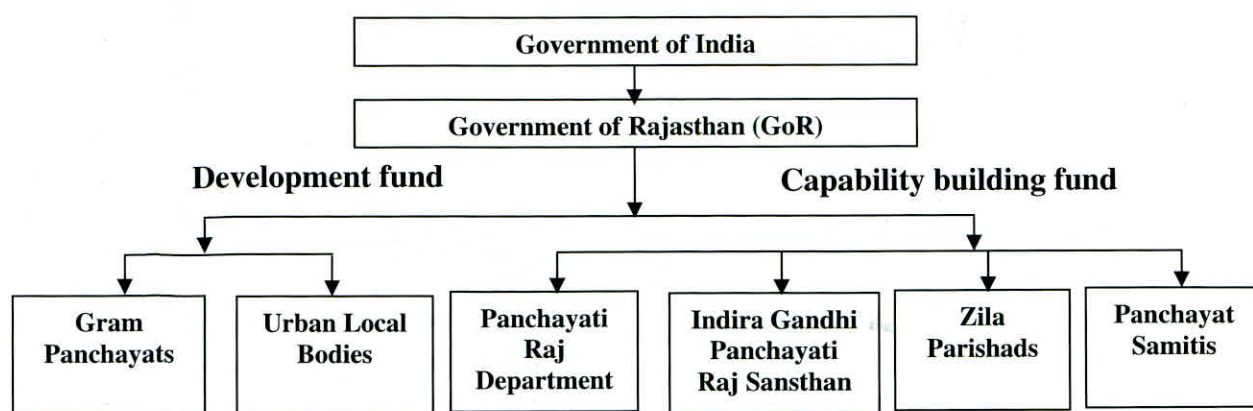 Government of India
Government of Rajasthan (GoR)
Development fund
Capability building fund
Gram
Panchayats
Urban Local
Bodies
Panchayati
Raj
Department
Indira Gandhi
Panchayati
Raj Sansthan
Zila
Parishads
Panchayat
Samitis